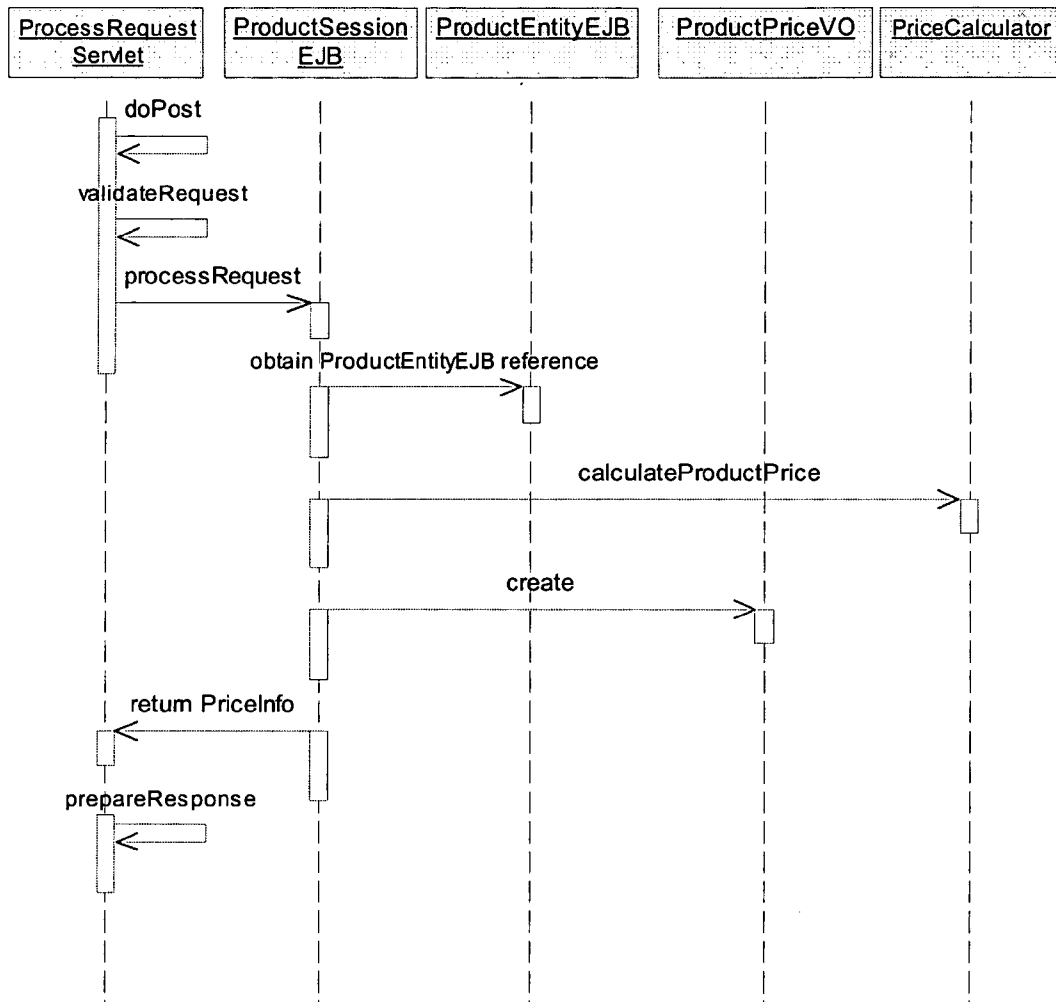 ProcessRequest
Servlet
ProductSession
EJB
ProductEntityEJB
ProductPriceVO
PriceCalculator
doPost
validateRequest
processRequest
obtain ProductEntityEJB reference
calculateProductPrice
create
return PriceInfo
prepareResponse